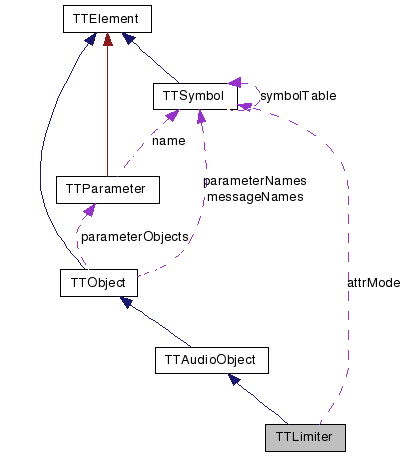 TTElement
TTSymbol
symbolTable
name
TTParameter
parameterNames
messageNames
parameterObjects
TTObject
attrMode
TTAudioObject
TTLimiter